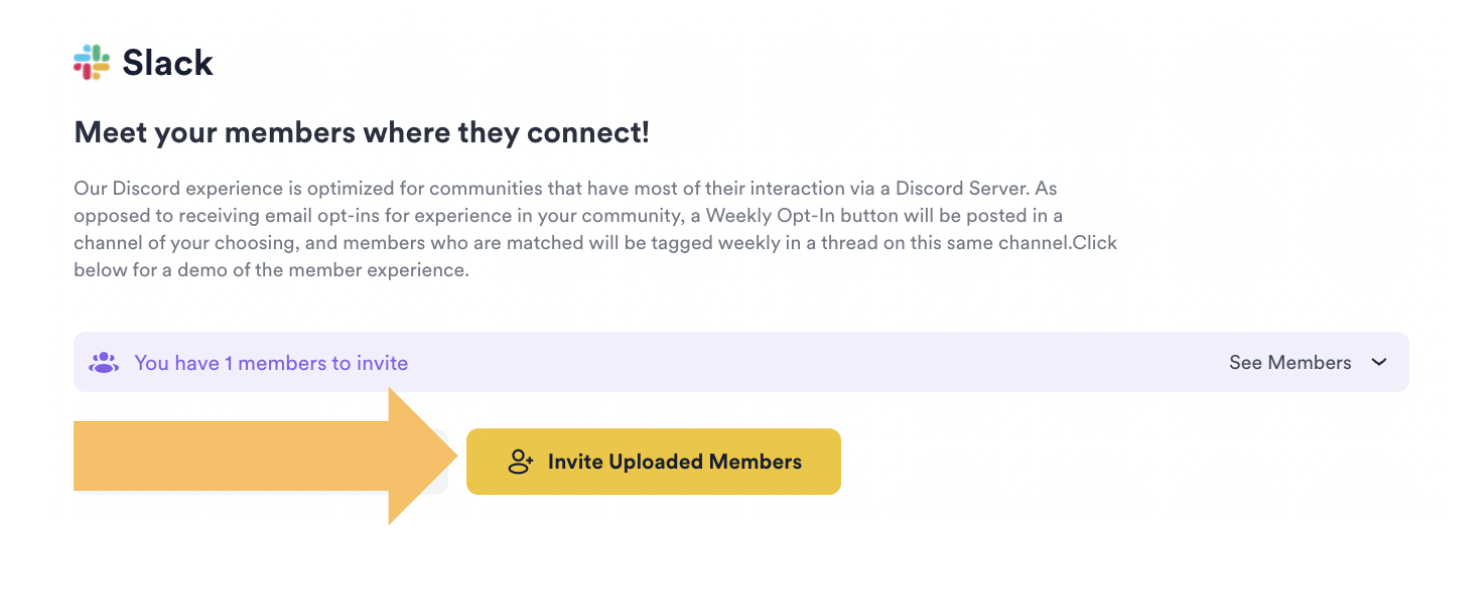 Slack
Meet your members where they connect!
Our Discord experience is optimized for communities that have most of their interaction via a Discord Server. As
opposed to receiving email opt-ins for experience in your community, a Weekly Opt-In button will be posted in a
channel of your choosing, and members who are matched will be tagged weekly in a thread on this same channel.Click
below for a demo of the member experience.
You have 1 members to invite
See Members
Invite Uploaded Members